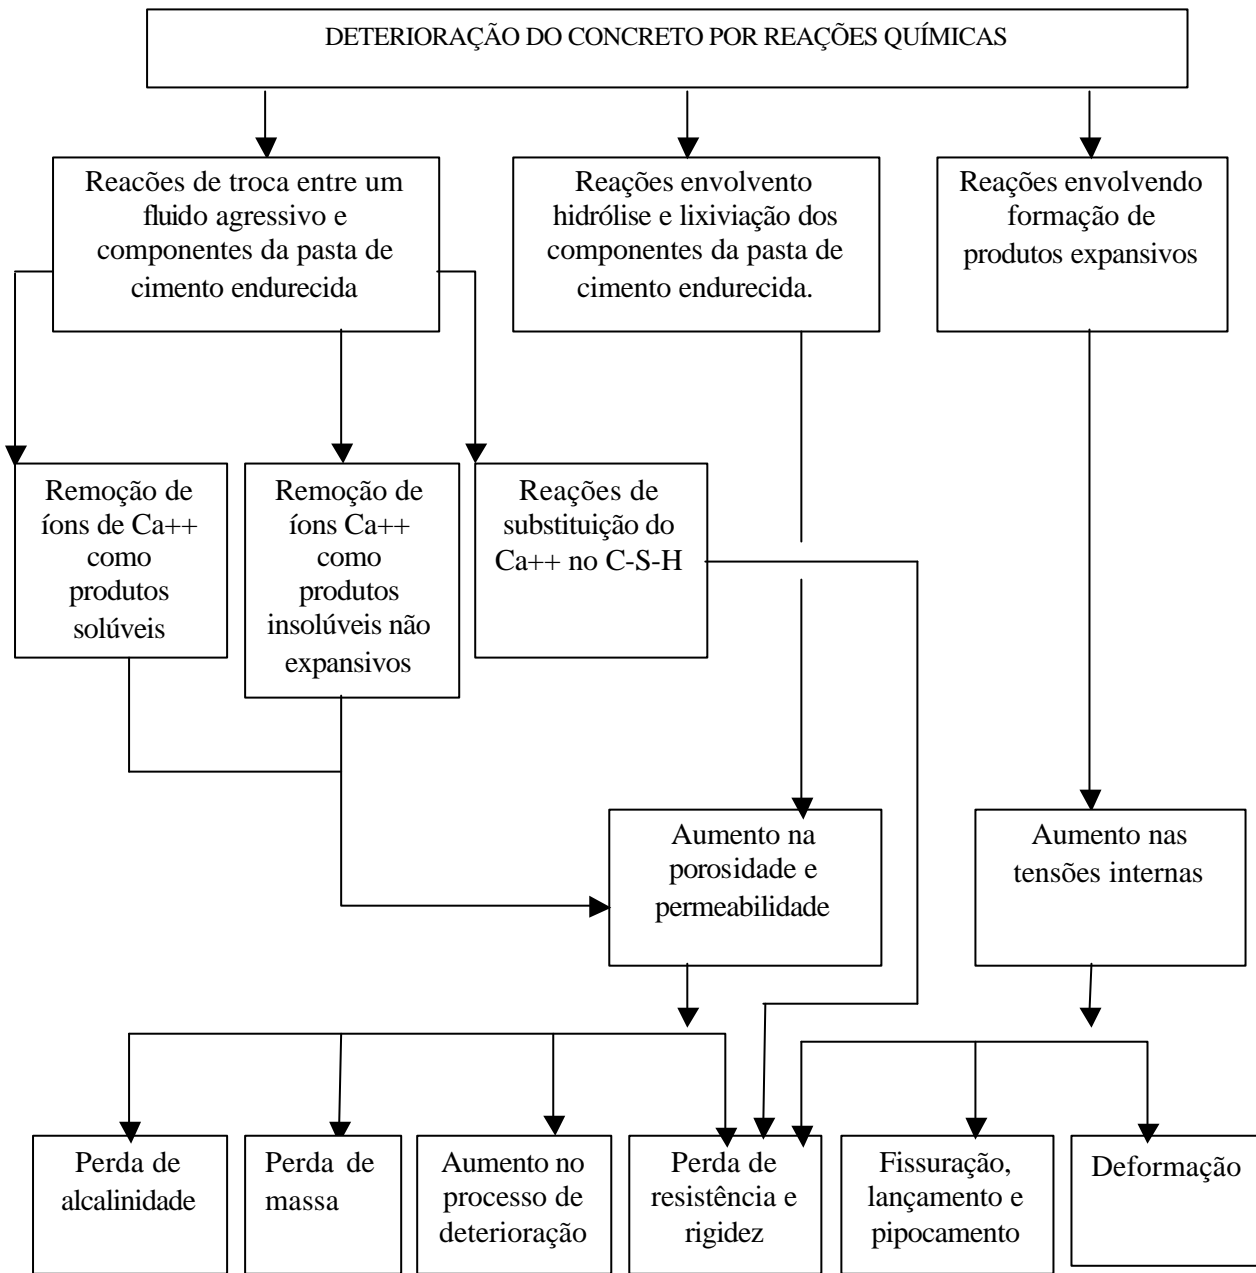 DETERIORAÇÃO DO CONCRETO POR REAÇÕES QUÍMICAS
Reacões de troca entre um
fluido agressivo e
componentes da pasta de
cimento endurecida
Reações envolvento
hidrólise e lixiviação dos
componentes da pasta de
cimento endurecida.
Reações envolvendo
formação de
produtos expansivos
Remoção de
íons de Ca++
como
produtos
solúveis
Remoção de
íons Ca++
como
produtos
insolúveis não
expansivos
Reações de
substituição do
Ca++ no C-S-H
Aumento na
porosidade e
permeabilidade
Aumento nas
tensões internas
Perda de
alcalinidade
Perda de
massa
Aumento no
processo de
deterioração
Perda de
resistência e
rigidez
Fissuração,
lançamento e
pipocamento
Deformação